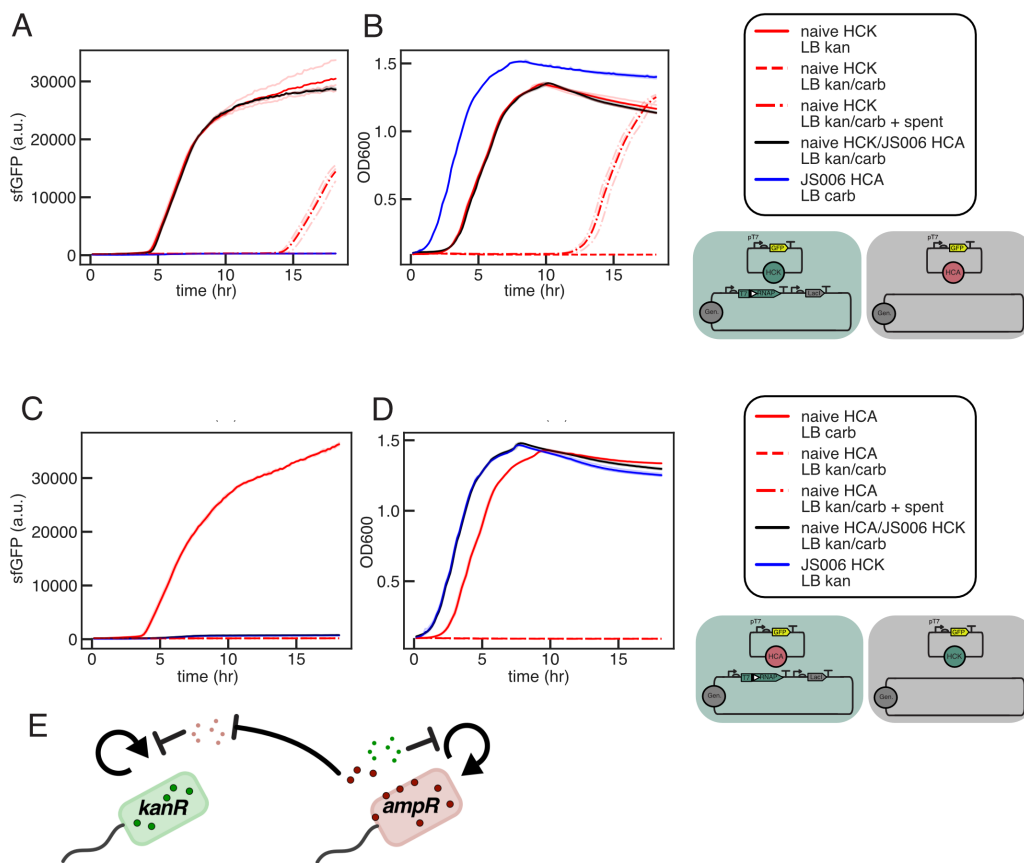 A
sfGFP (a.u.)
30000
20000
10000
0
0
5
10
15
time (hr)
B
OD600
1.5
1.0
0.5
0
5
10
15
time (hr)
naive HCK
LB kan
naive HCK
LB kan/carb
naive HCK
LB kan/carb + spent
naive HCK/JS006 HCA
LB kan/carb
JS006 HCA
LB carb
pT7
GFP
HCK
T7
RNAP
LacI
Gen.
pT7
GFP
HCA
Gen.
C
sfGFP (a.u.)
30000
20000
10000
0
0
5
10
15
time (hr)
D
OD600
1.5
1.0
0.5
0
5
10
15
time (hr)
naive HCA
LB carb
naive HCA
LB kan/carb
naive HCA
LB kan/carb + spent
naive HCA/JS006 HCK
LB kan/carb
JS006 HCK
LB kan
pT7
GFP
HCA
T7
RNAP
LacI
Gen.
pT7
GFP
HCK
Gen.
E
kanR
ampR